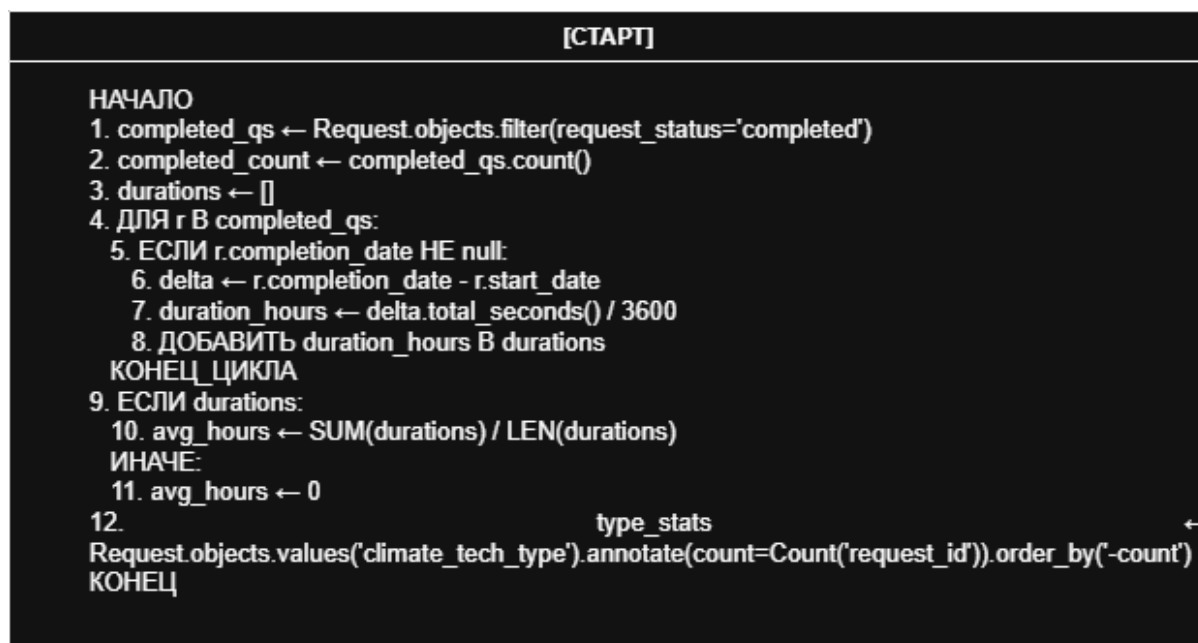 [СТАРТ]
НАЧАЛО
1. completed_qs ← Request.objects.filter(request_status='completed')
2. completed_count ← completed_qs.count()
3. durations ← []
4. ДЛЯ r В completed_qs:
5. ЕСЛИ r.completion_date НЕ null:
6. delta ← r.completion_date - r.start_date
7. duration_hours ← delta.total_seconds() / 3600
8. ДОБАВИТЬ duration_hours В durations
КОНЕЦ_ЦИКЛА
9. ЕСЛИ durations:
10. avg_hours ← SUM(durations) / LEN(durations)
ИНАЧЕ:
11. avg_hours ← 0
12. type_stats ←
Request.objects.values('climate_tech_type').annotate(count=Count('request_id')).order_by('-count')
КОНЕЦ